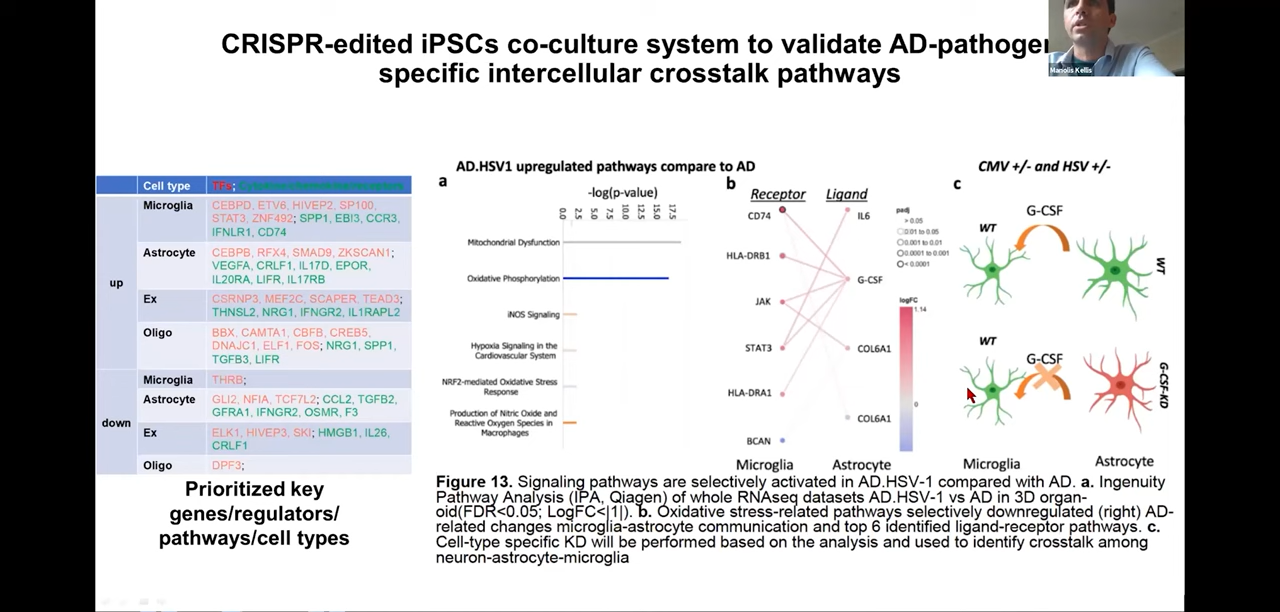 CRISPR-edited iPSCs co-culture system to validate AD-pathogen
specific intercellular crosstalk pathways
Manolis Kellis
Cell type
TFs;
up
Microglia
CEBPD, ETV6, HIVEP2, SP100,
STAT3, ZNF492; SPP1, EBI3, CCR3,
IFNLR1, CD74
Astrocyte
CEBPB, RFX4, SMAD9, ZKSCAN1;
VEGFA, CRLF1, IL17D, EPOR,
IL20RA, LIFR, IL17RB
Ex
CSRNP3, MEF2C, SCAPER, TEAD3;
THNSL2, NRG1, IFNGR2, IL1RAPL2
Oligo
BBX, CAMTA1, CBFB, CREB5,
DNAJC1, ELF1, FOS; NRG1, SPP1,
TGFB3, LIFR
down
Microglia
THRB;
Astrocyte
GLI2, NFIA, TCF7L2; CCL2, TGFB2,
GFRA1, IFNGR2, OSMR, F3
Ex
ELK1, HIVEP3, SKI; HMGB1, IL26,
CRLF1
Oligo
DPF3;
Prioritized key
genes/regulators/
pathways/cell types
AD.HSV1 upregulated pathways compare to AD
a
-log(p-value)
0.0 2.5 5.0 7.5 10.0 12.5 15.0 17.5
Mitochondrial Dysfunction
Oxidative Phosphorylation
iNOS Signaling
Hypoxia Signaling in the
Cardiovascular System
NRF2-mediated Oxidative Stress
Response
Production of Nitric Oxide and
Reactive Oxygen Species in
Macrophages
b
Receptor
Ligand
CD74
HLA-DRB1
JAK
STAT3
HLA-DRA1
BCAN
IL6
G-CSF
COL6A1
COL6A1
Microglia
Astrocyte
padj
> 0.05
0.01 to 0.05
0.001 to 0.01
0.0001 to 0.001
< 0.0001
logFC
1.14
0
CMV +/- and HSV +/-
c
G-CSF
WT
WT
WT
G-CSF
G-CSF-KD
Microglia
Astrocyte
Figure 13. Signaling pathways are selectively activated in AD.HSV-1 compared with AD. a. Ingenuity
Pathway Analysis (IPA, Qiagen) of whole RNAseq datasets AD.HSV-1 vs AD in 3D organ-
oid(FDR<0.05; LogFC<|1|). b. Oxidative stress-related pathways selectively downregulated (right) AD-
related changes microglia-astrocyte communication and top 6 identified ligand-receptor pathways. c.
Cell-type specific KD will be performed based on the analysis and used to identify crosstalk among
neuron-astrocyte-microglia